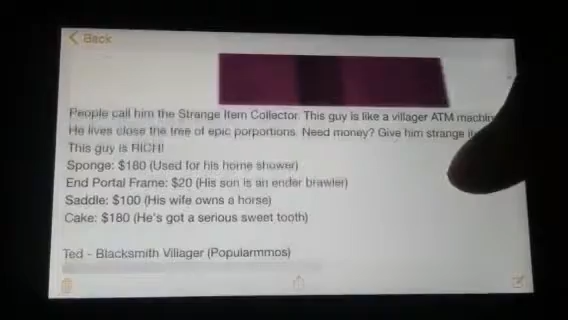 Back
People call him the Strange Item Collector. This guy is like a villager ATM
He lives close the tree of epic porportions. Need money? Give him strange
This guy is RICH!
Sponge: $180 (Used for his home shower)
End Portal Frame: $20 (His son is an ender brawler)
Saddle: $100 (His wife owns a horse)
Cake: $180 (He's got a serious sweet tooth)
Ted - Blacksmith Villager (Popularmmos)